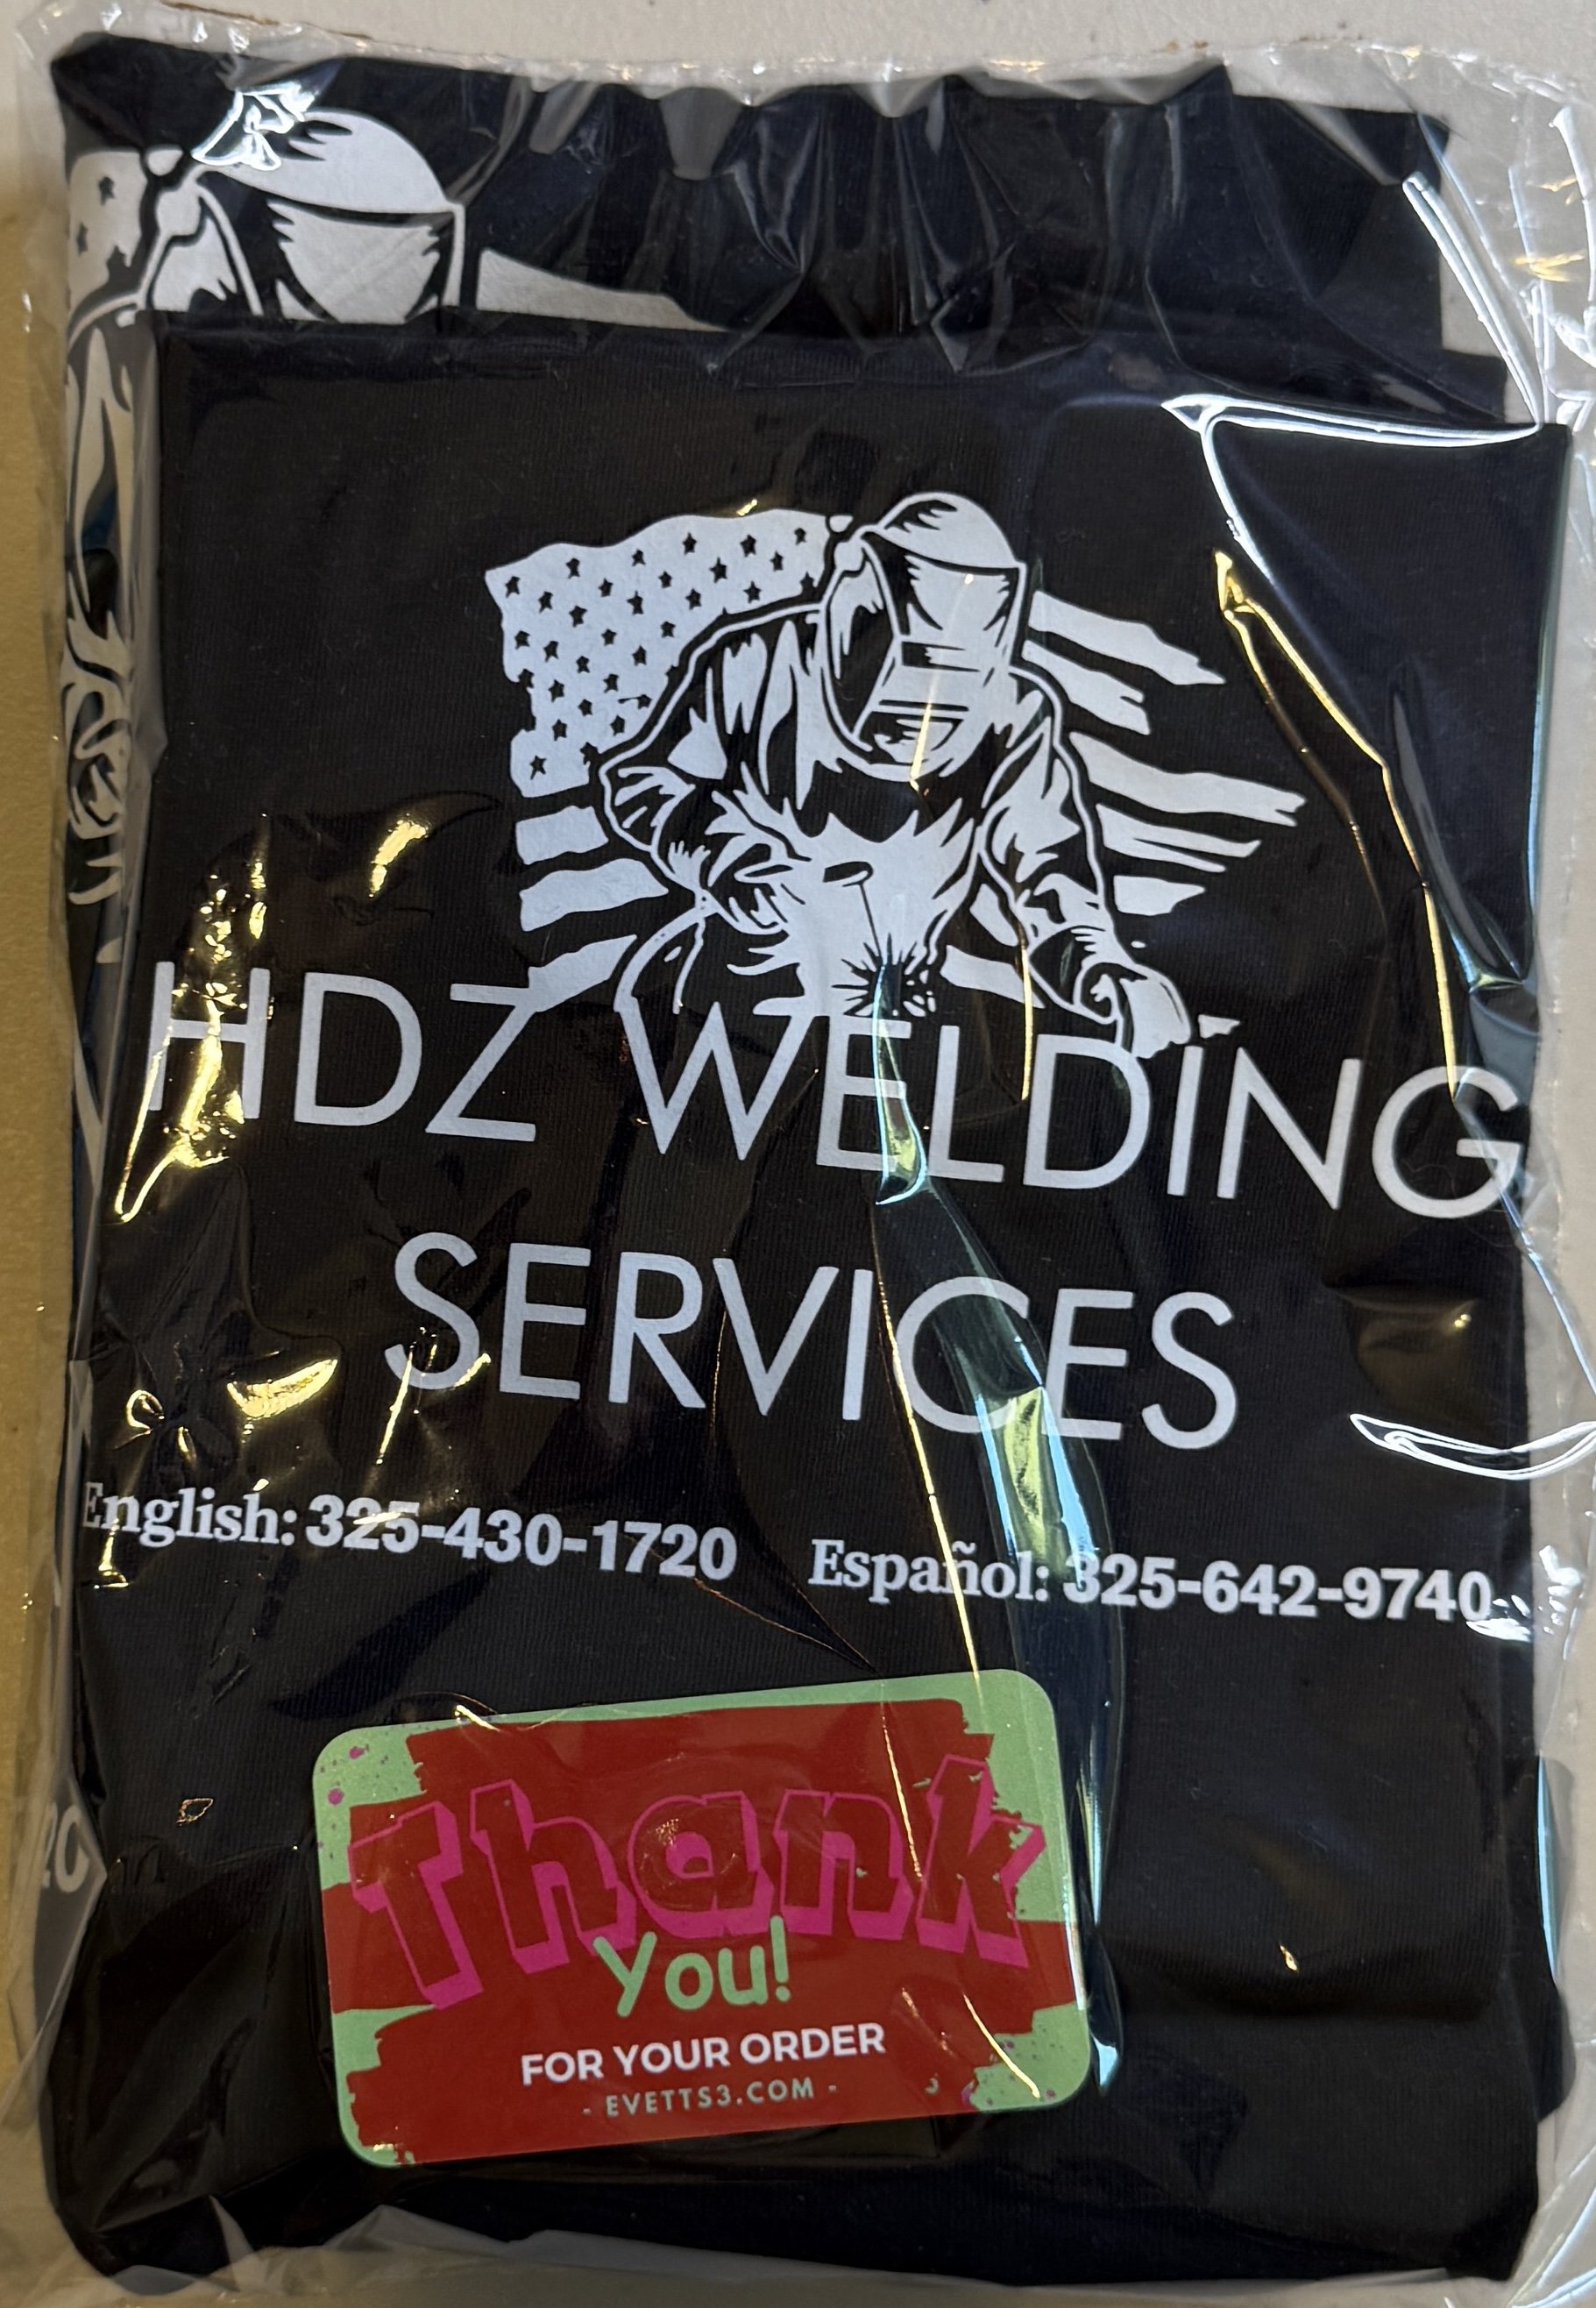 HDZ WELDING
SERVICES
English: 325-430-1720 Español: 325-642-9740
Thank
You!
FOR YOUR ORDER
- EVETTS3.COM -